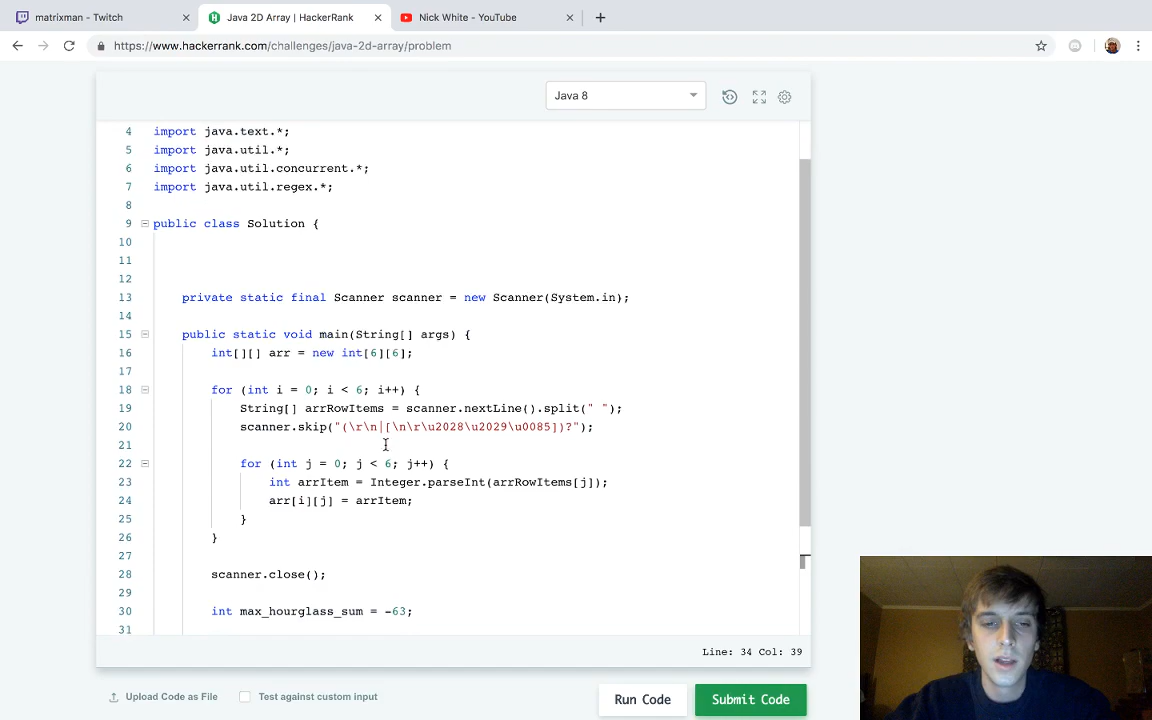 matrixman - Twitch
Java 2D Array | HackerRank
Nick White - YouTube
https://www.hackerrank.com/challenges/java-2d-array/problem
Java 8
4 import java.text.*;
5 import java.util.*;
6 import java.util.concurrent.*;
7 import java.util.regex.*;
8
9 public class Solution {
10
11
12
13 private static final Scanner scanner = new Scanner(System.in);
14
15 public static void main(String[] args) {
16 int[][] arr = new int[6][6];
17
18 for (int i = 0; i < 6; i++) {
19 String[] arrRowItems = scanner.nextLine().split(" ");
20 scanner.skip("(\r\n|[\n\r\u2028\u2029\u0085])?");
21
22 for (int j = 0; j < 6; j++) {
23 int arrItem = Integer.parseInt(arrRowItems[j]);
24 arr[i][j] = arrItem;
25 }
26 }
27
28 scanner.close();
29
30 int max_hourglass_sum = -63;
31
Line: 34 Col: 39
Upload Code as File
Test against custom input
Run Code
Submit Code